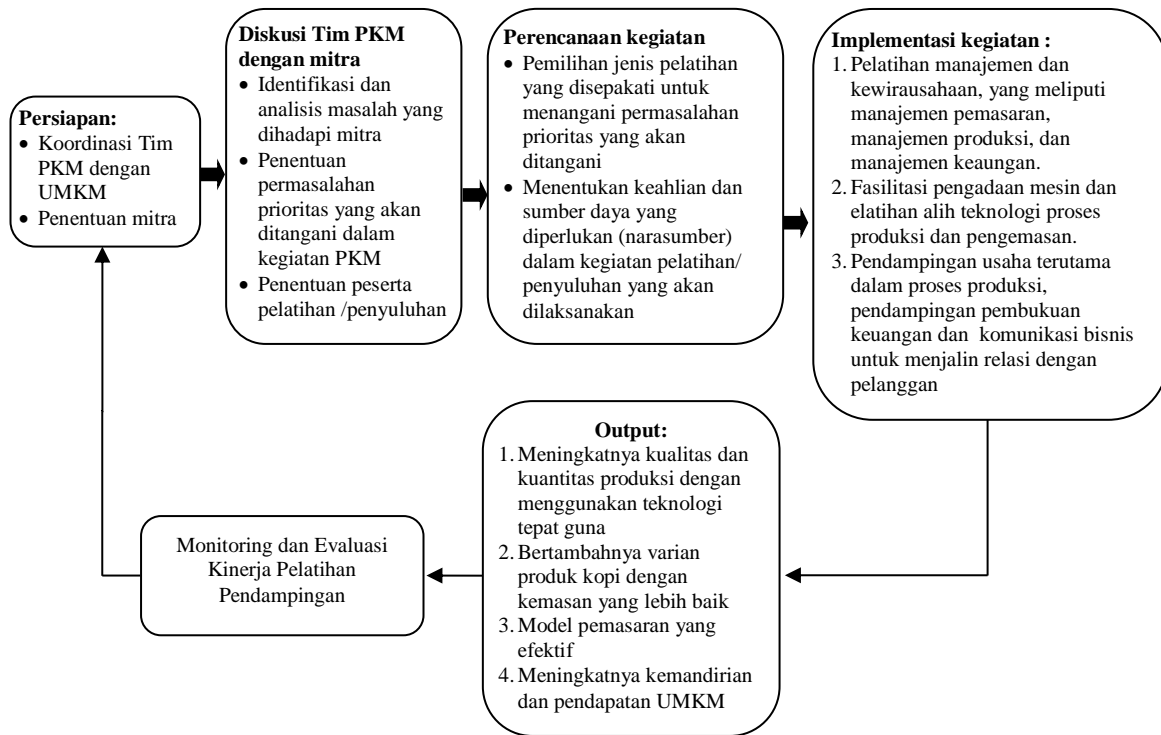 Persiapan:
• Koordinasi Tim
PKM dengan
UMKM
• Penentuan mitra
Diskusi Tim PKM
dengan mitra
• Identifikasi dan
analisis masalah yang
dihadapi mitra
• Penentuan
permasalahan
prioritas yang akan
ditangani dalam
kegiatan PKM
• Penentuan peserta
pelatihan /penyuluhan
Perencanaan kegiatan
• Pemilihan jenis pelatihan
yang disepakati untuk
menangani permasalahan
prioritas yang akan
ditangani
• Menentukan keahlian dan
sumber daya yang
diperlukan (narasumber)
dalam kegiatan pelatihan/
penyuluhan yang akan
dilaksanakan
Implementasi kegiatan :
1. Pelatihan manajemen dan
kewirausahaan, yang meliputi
manajemen pemasaran,
manajemen produksi, dan
manajemen keaungan.
2. Fasilitasi pengadaan mesin dan
elatihan alih teknologi proses
produksi dan pengemasan.
3. Pendampingan usaha terutama
dalam proses produksi,
pendampingan pembukuan
keuangan dan komunikasi bisnis
untuk menjalin relasi dengan
pelanggan
Output:
1. Meningkatnya kualitas dan
kuantitas produksi dengan
menggunakan teknologi
tepat guna
2. Bertambahnya varian
produk kopi dengan
kemasan yang lebih baik
3. Model pemasaran yang
efektif
4. Meningkatnya kemandirian
dan pendapatan UMKM
Monitoring dan Evaluasi
Kinerja Pelatihan
Pendampingan